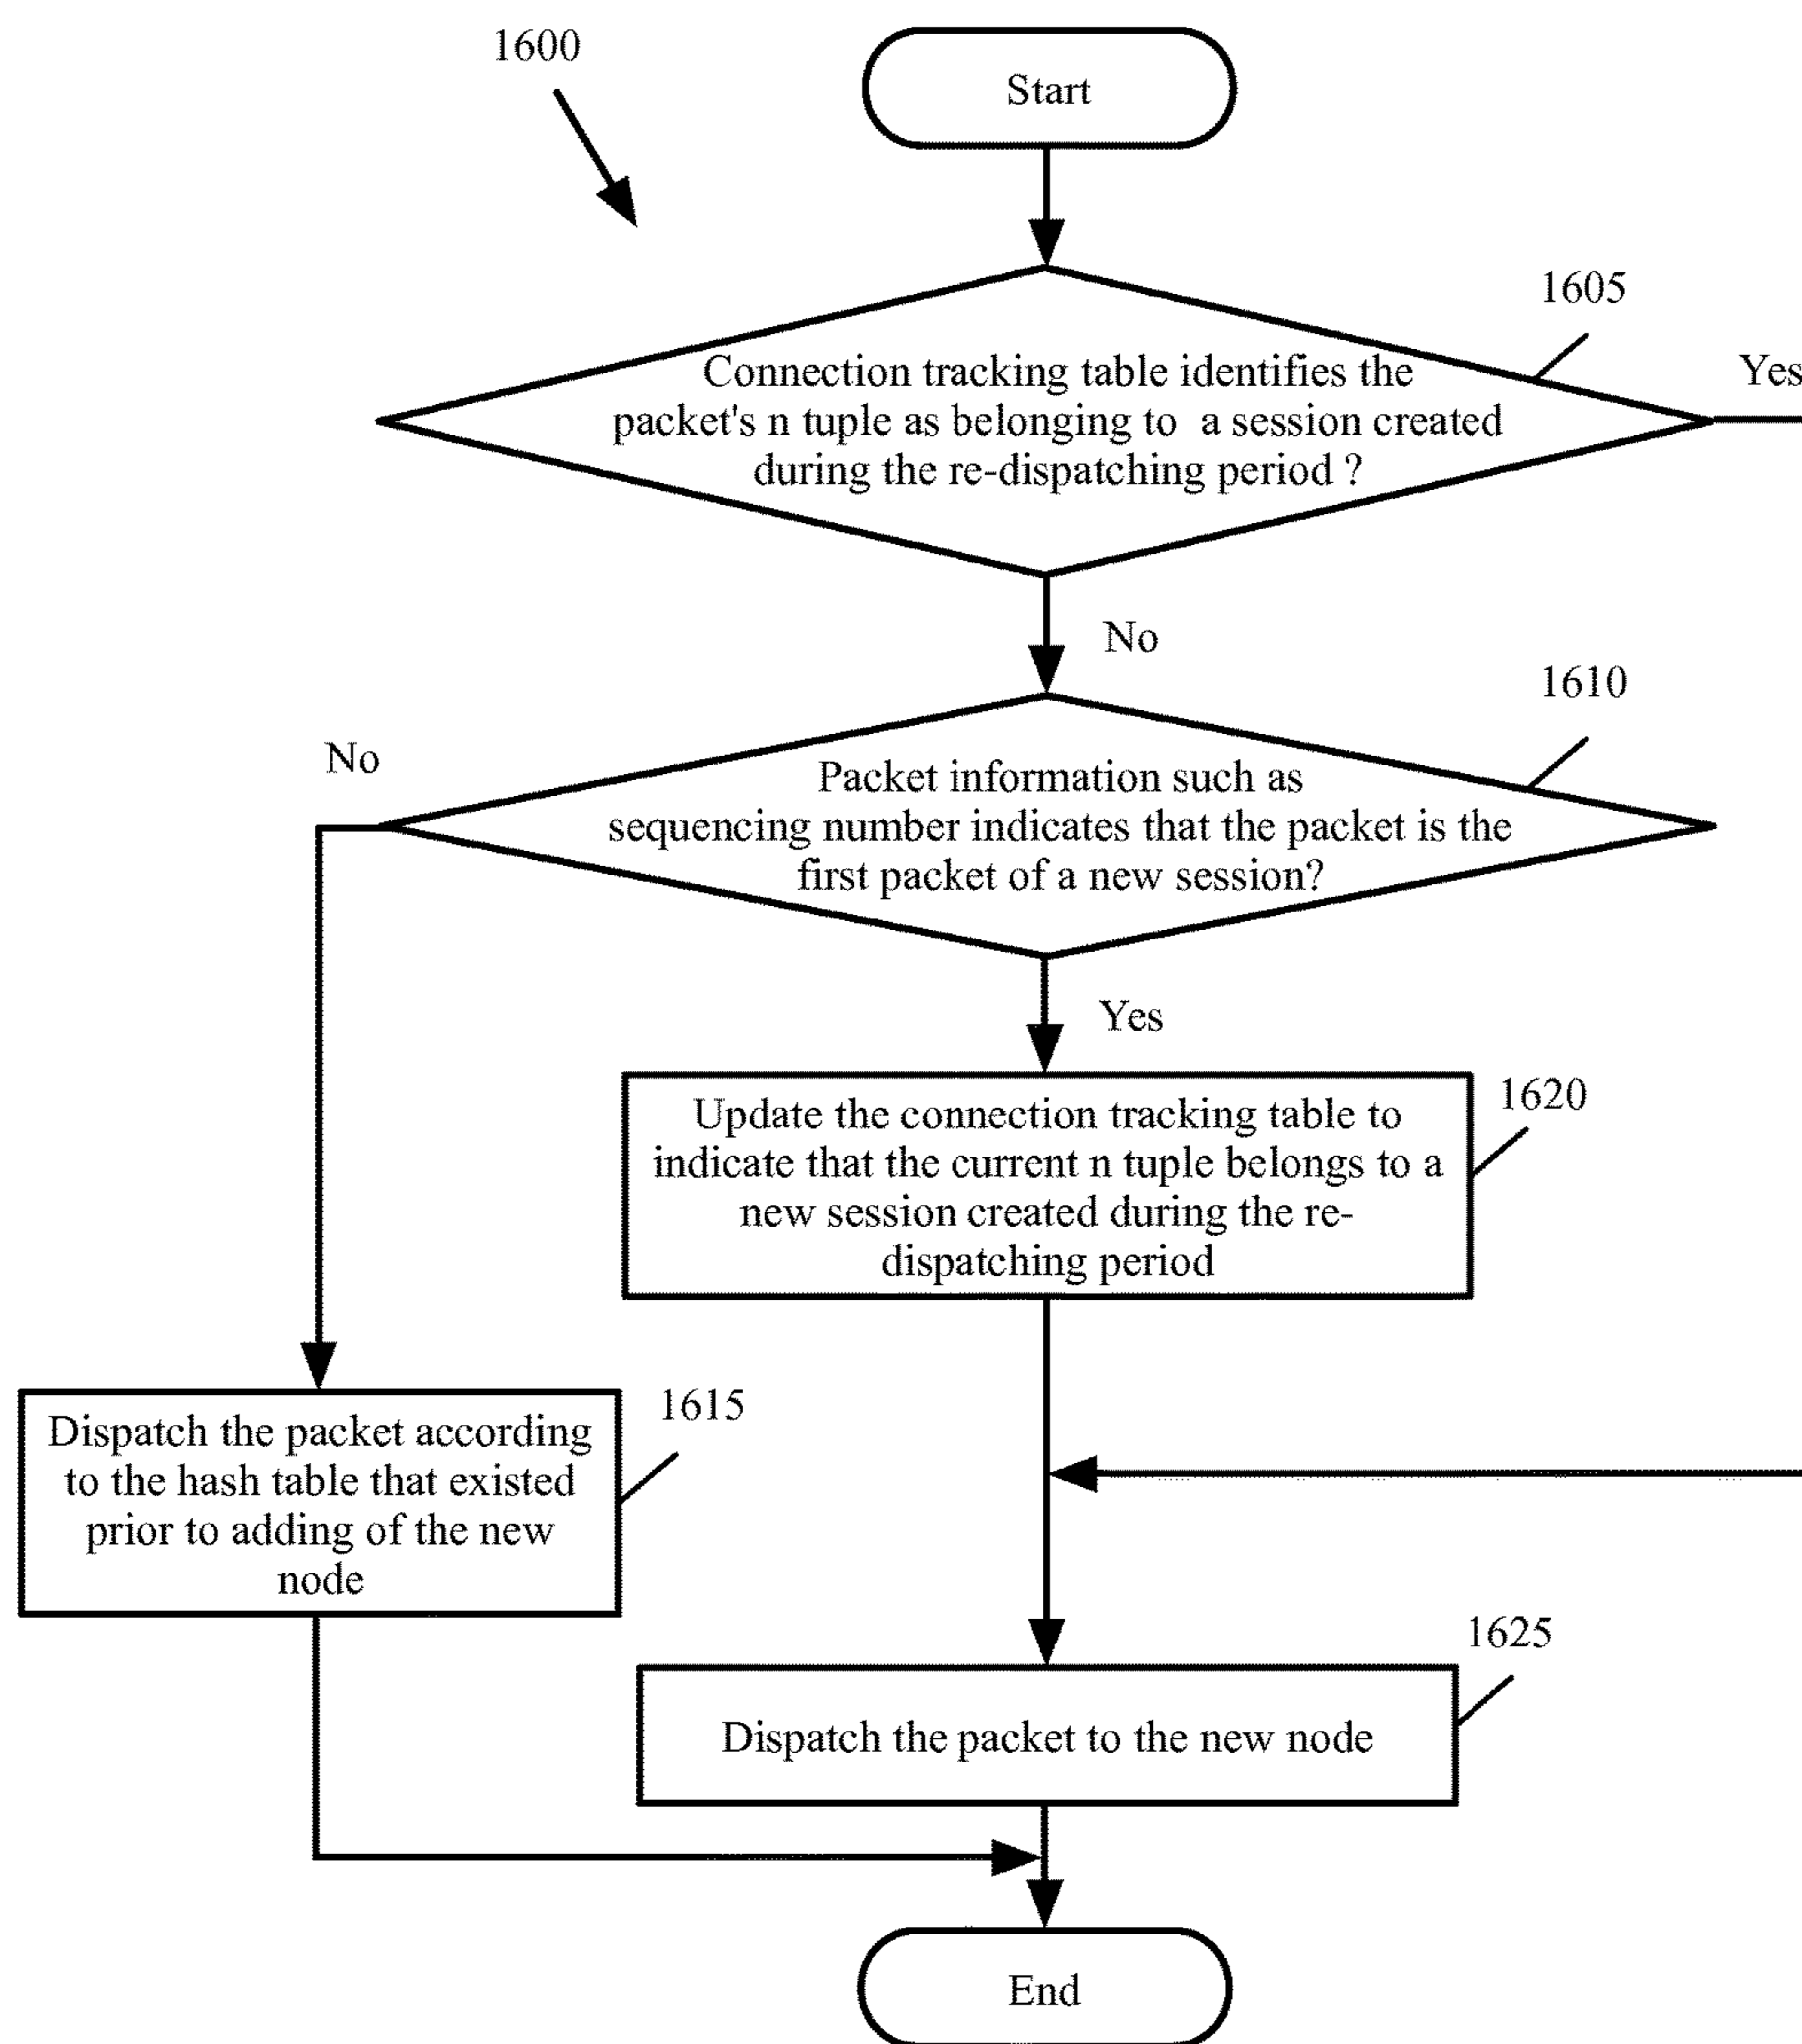 1600
Start
1605
Connection tracking table identifies the
packet's n tuple as belonging to a session created
during the re-dispatching period ?
Yes
No
1610
No
Packet information such as
sequencing number indicates that the packet is the
first packet of a new session?
Yes
1620
Update the connection tracking table to
indicate that the current n tuple belongs to a
new session created during the re-
dispatching period
1615
Dispatch the packet according
to the hash table that existed
prior to adding of the new
node
1625
Dispatch the packet to the new node
End